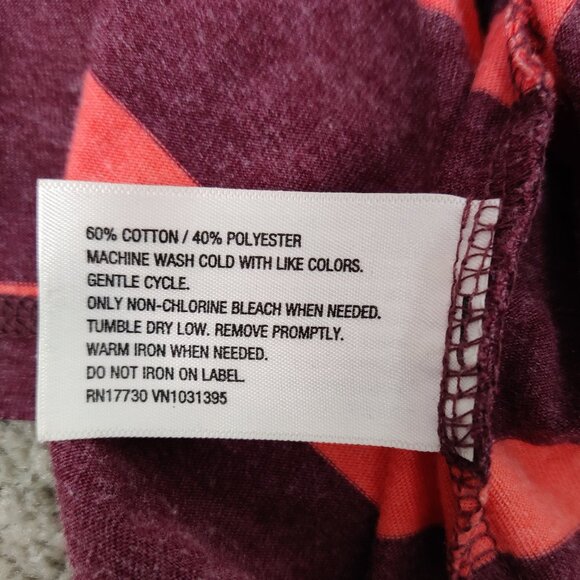 60% COTTON / 40% POLYESTER
MACHINE WASH COLD WITH LIKE COLORS.
GENTLE CYCLE.
ONLY NON-CHLORINE BLEACH WHEN NEEDED.
TUMBLE DRY LOW. REMOVE PROMPTLY.
WARM IRON WHEN NEEDED.
DO NOT IRON ON LABEL.
RN17730 VN1031395